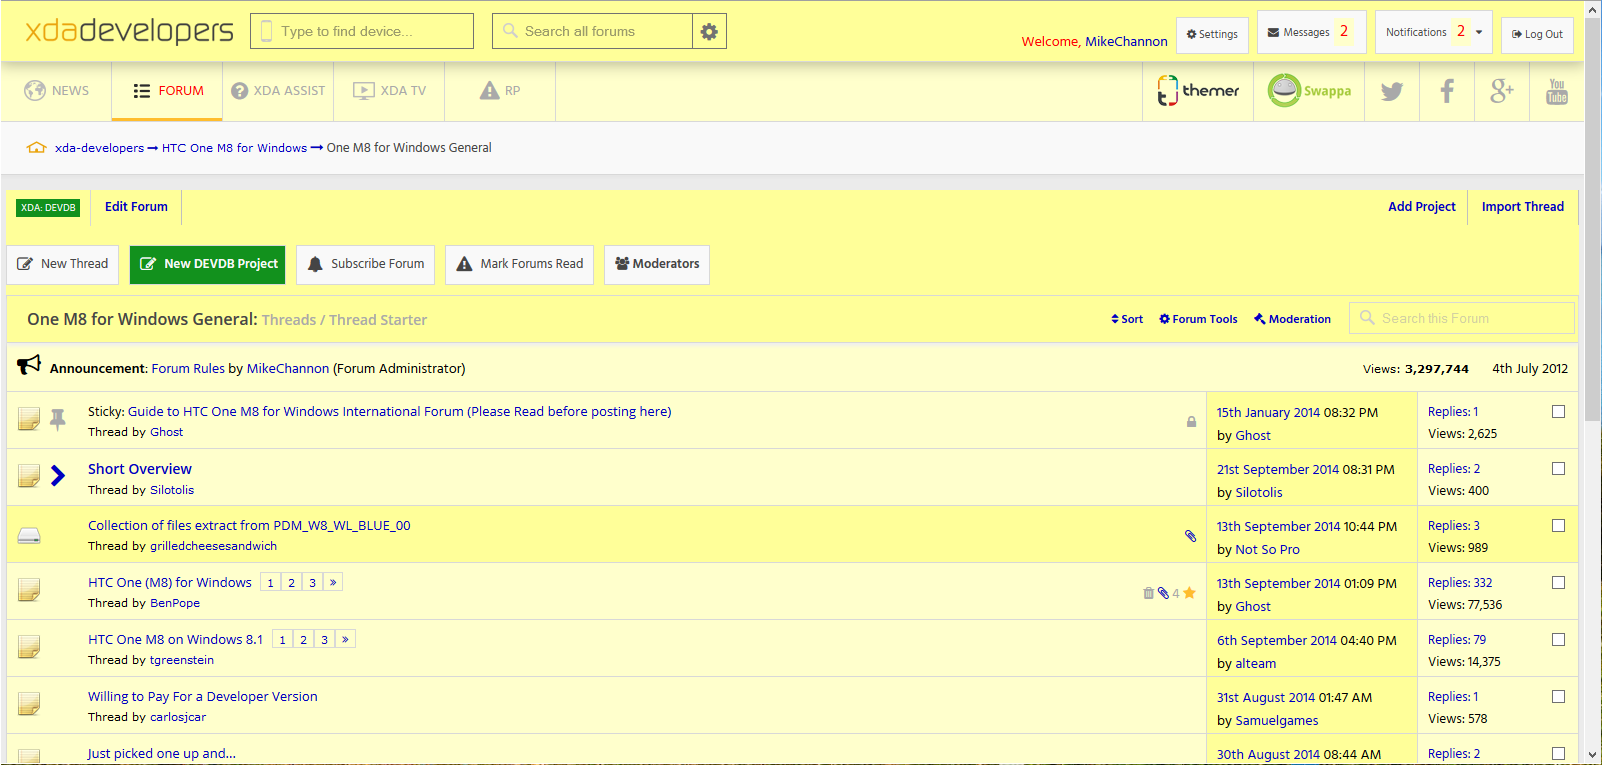 xdadevelopers Type to find device... Search all forums Welcome, MikeChannon Settings Messages 2 Notifications 2 Log Out
NEWS FORUM XDA ASSIST XDA TV RP themer Swappa g+ You Tube
xda-developers HTC One M8 for Windows One M8 for Windows General
XDA: DEVDB Edit Forum Add Project Import Thread
New Thread New DEVDB Project Subscribe Forum Mark Forums Read Moderators
One M8 for Windows General: Threads / Thread Starter Sort Forum Tools Moderation Search this Forum
Announcement: Forum Rules by MikeChannon (Forum Administrator) Views: 3,297,744 4th July 2012
Sticky: Guide to HTC One M8 for Windows International Forum (Please Read before posting here) 15th January 2014 08:32 PM Replies: 1
Thread by Ghost by Ghost Views: 2,625
Short Overview 21st September 2014 08:31 PM Replies: 2
Thread by Silotolis by Silotolis Views: 400
Collection of files extract from PDM_W8_WL_BLUE_00 13th September 2014 10:44 PM Replies: 3
Thread by grilledcheesesandwich by Not So Pro Views: 989
HTC One (M8) for Windows 1 2 3 » 13th September 2014 01:09 PM Replies: 332
Thread by BenPope 4 by Ghost Views: 77,536
HTC One M8 on Windows 8.1 1 2 3 » 6th September 2014 04:40 PM Replies: 79
Thread by tgreenstein by alteam Views: 14,375
Willing to Pay For a Developer Version 31st August 2014 01:47 AM Replies: 1
Thread by carlosjcar by Samuelgames Views: 578
Just picked one up and... 30th August 2014 08:44 AM Replies: 2